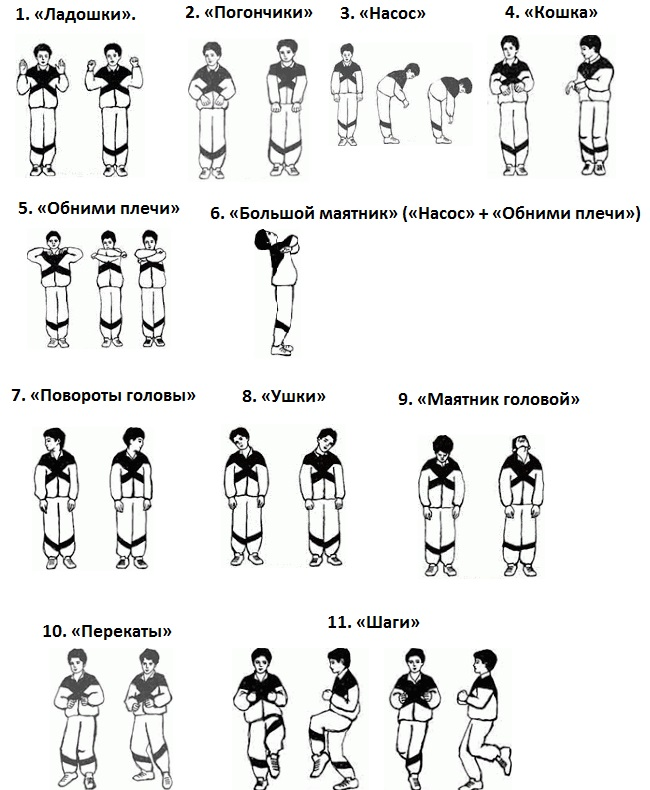 1. «Ладошки».
2. «Погончики»
3. «Насос»
4. «Кошка»
5. «Обними плечи»
6. «Большой маятник» («Насос» + «Обними плечи»)
7. «Повороты головы»
8. «Ушки»
9. «Маятник головой»
10. «Перекаты»
11. «Шаги»